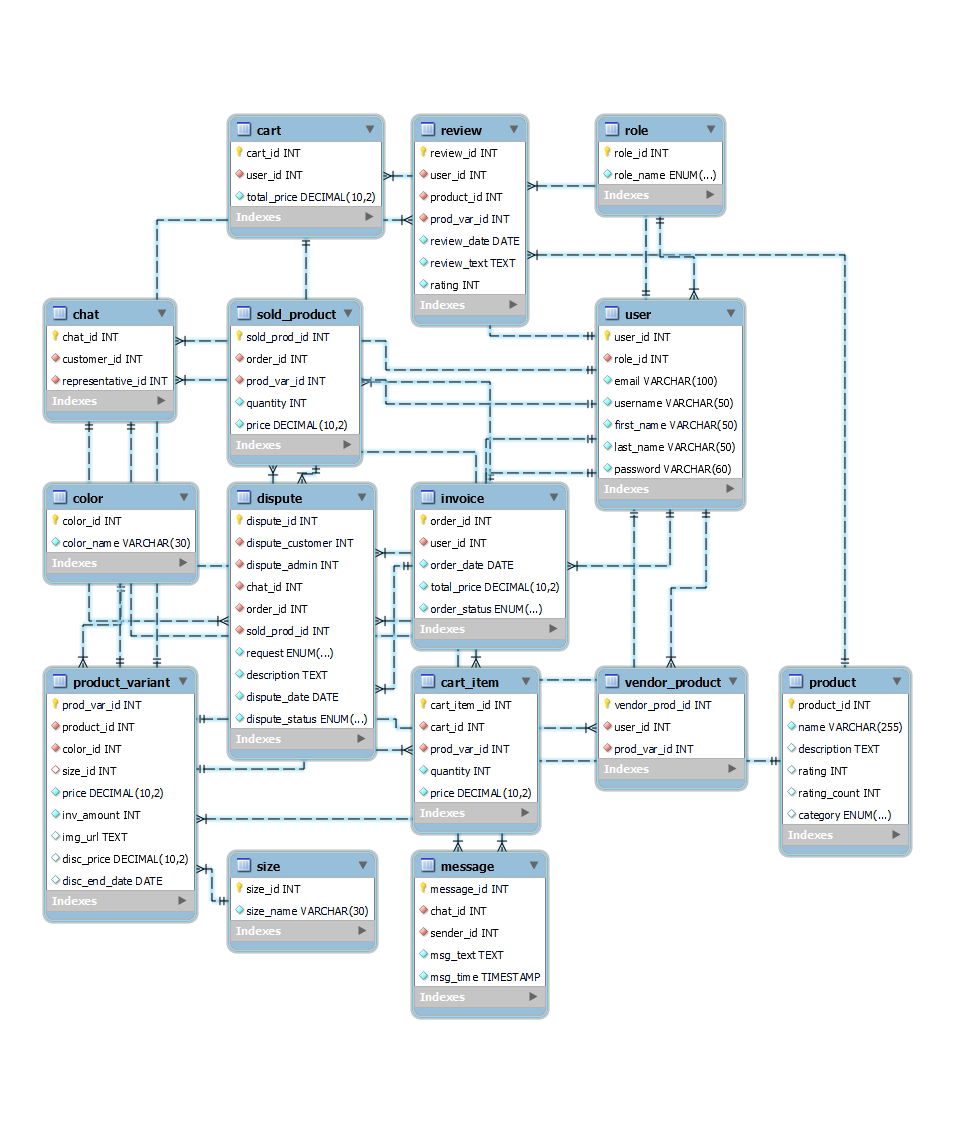 cart
cart_id INT
user_id INT
total_price DECIMAL(10,2)
Indexes
review
review_id INT
user_id INT
product_id INT
prod_var_id INT
review_date DATE
review_text TEXT
rating INT
Indexes
role
role_id INT
role_name ENUM(...)
Indexes
chat
chat_id INT
customer_id INT
representative_id INT
Indexes
sold_product
sold_prod_id INT
order_id INT
prod_var_id INT
quantity INT
price DECIMAL(10,2)
Indexes
user
user_id INT
role_id INT
email VARCHAR(100)
username VARCHAR(50)
first_name VARCHAR(50)
last_name VARCHAR(50)
password VARCHAR(60)
Indexes
color
color_id INT
color_name VARCHAR(30)
Indexes
dispute
dispute_id INT
dispute_customer INT
dispute_admin INT
chat_id INT
order_id INT
sold_prod_id INT
request ENUM(...)
description TEXT
dispute_date DATE
dispute_status ENUM(...)
Indexes
invoice
order_id INT
user_id INT
order_date DATE
total_price DECIMAL(10,2)
order_status ENUM(...)
Indexes
product_variant
prod_var_id INT
product_id INT
color_id INT
size_id INT
price DECIMAL(10,2)
inv_amount INT
img_url TEXT
disc_price DECIMAL(10,2)
disc_end_date DATE
Indexes
cart_item
cart_item_id INT
cart_id INT
prod_var_id INT
quantity INT
price DECIMAL(10,2)
Indexes
vendor_product
vendor_prod_id INT
user_id INT
prod_var_id INT
Indexes
product
product_id INT
name VARCHAR(255)
description TEXT
rating INT
rating_count INT
category ENUM(...)
Indexes
size
size_id INT
size_name VARCHAR(30)
Indexes
message
message_id INT
chat_id INT
sender_id INT
msg_text TEXT
msg_time TIMESTAMP
Indexes